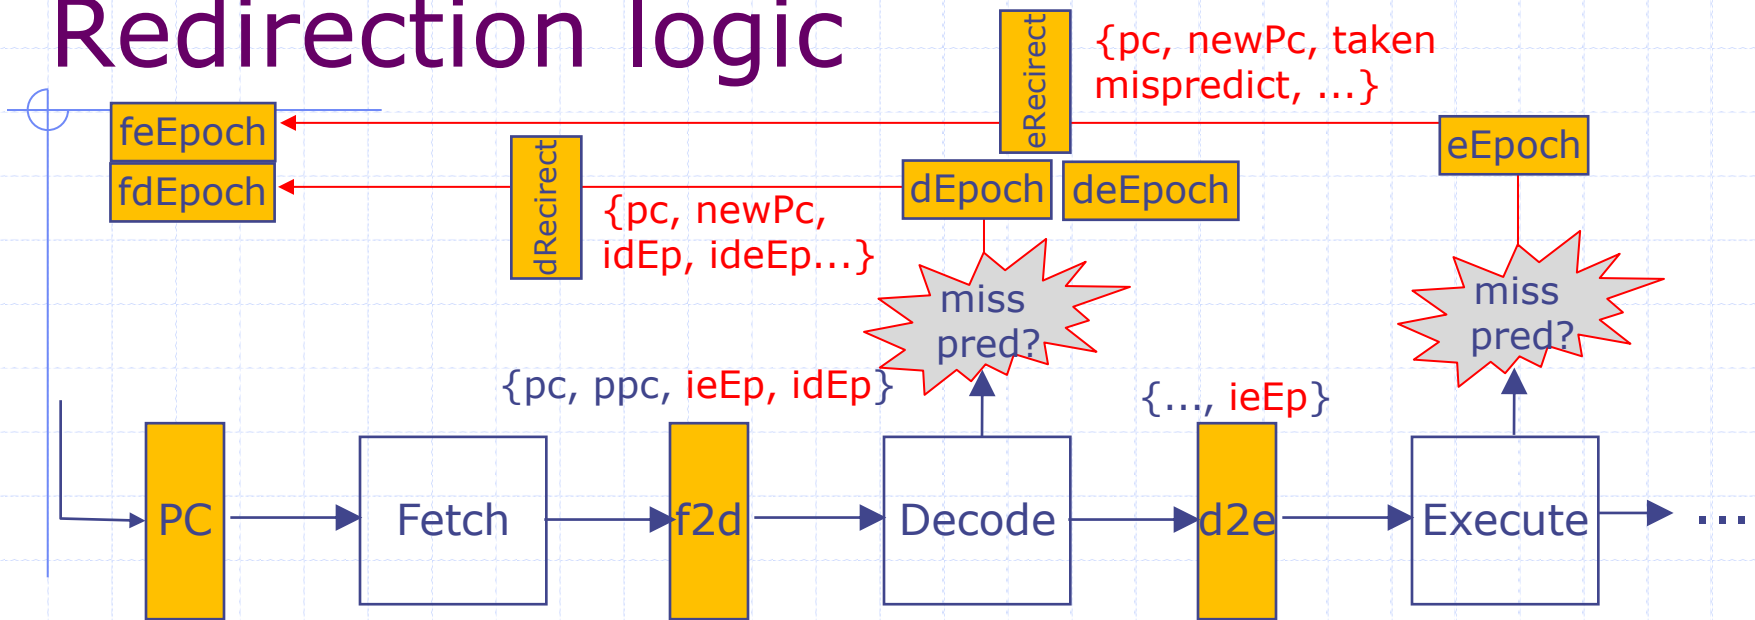 Redirection logic
eRecirect
{pc, newPc, taken
mispredict, ...}
feEpoch
eEpoch
fdEpoch
dRecirect
dEpoch
deEpoch
{pc, newPc,
idEp, ideEp...}
miss
pred?
miss
pred?
{pc, ppc, ieEp, idEp}
{..., ieEp}
PC
Fetch
f2d
Decode
d2e
Execute
...